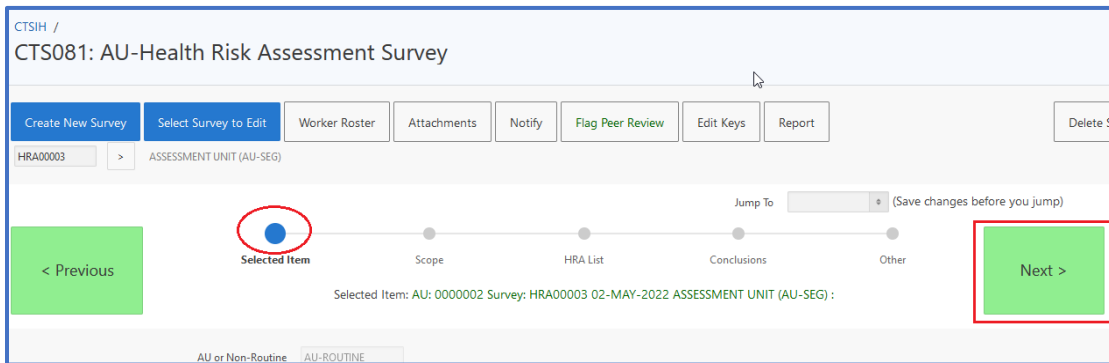 CTSIH /
CTS081: AU-Health Risk Assessment Survey
Create New Survey Select Survey to Edit Worker Roster Attachments Notify Flag Peer Review Edit Keys Report Delete S
HRA00003 > ASSESSMENT UNIT (AU-SEG)
Jump To (Save changes before you jump)
< Previous Next >
Selected Item Scope HRA List Conclusions Other
Selected Item: AU: 0000002 Survey: HRA00003 02-MAY-2022 ASSESSMENT UNIT (AU-SEG) :
AU or Non-Routine AU-ROUTINE